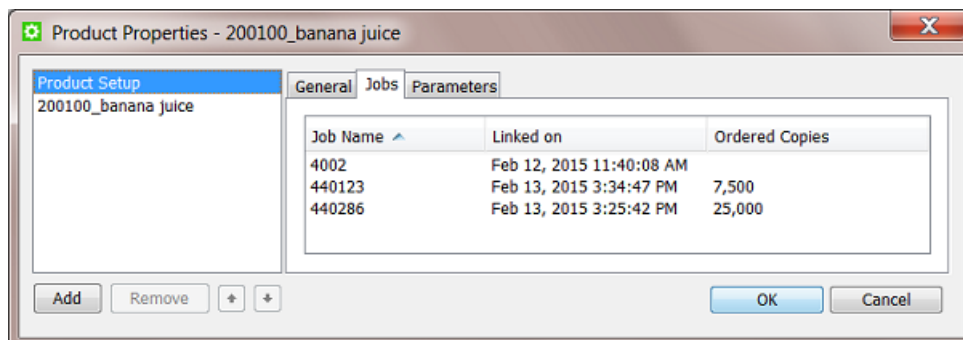 Product Properties - 200100_banana juice
Product Setup
200100_banana juice
General Jobs Parameters
Job Name Linked on Ordered Copies
4002 Feb 12, 2015 11:40:08 AM
440123 Feb 13, 2015 3:34:47 PM 7,500
440286 Feb 13, 2015 3:25:42 PM 25,000
Add Remove OK Cancel